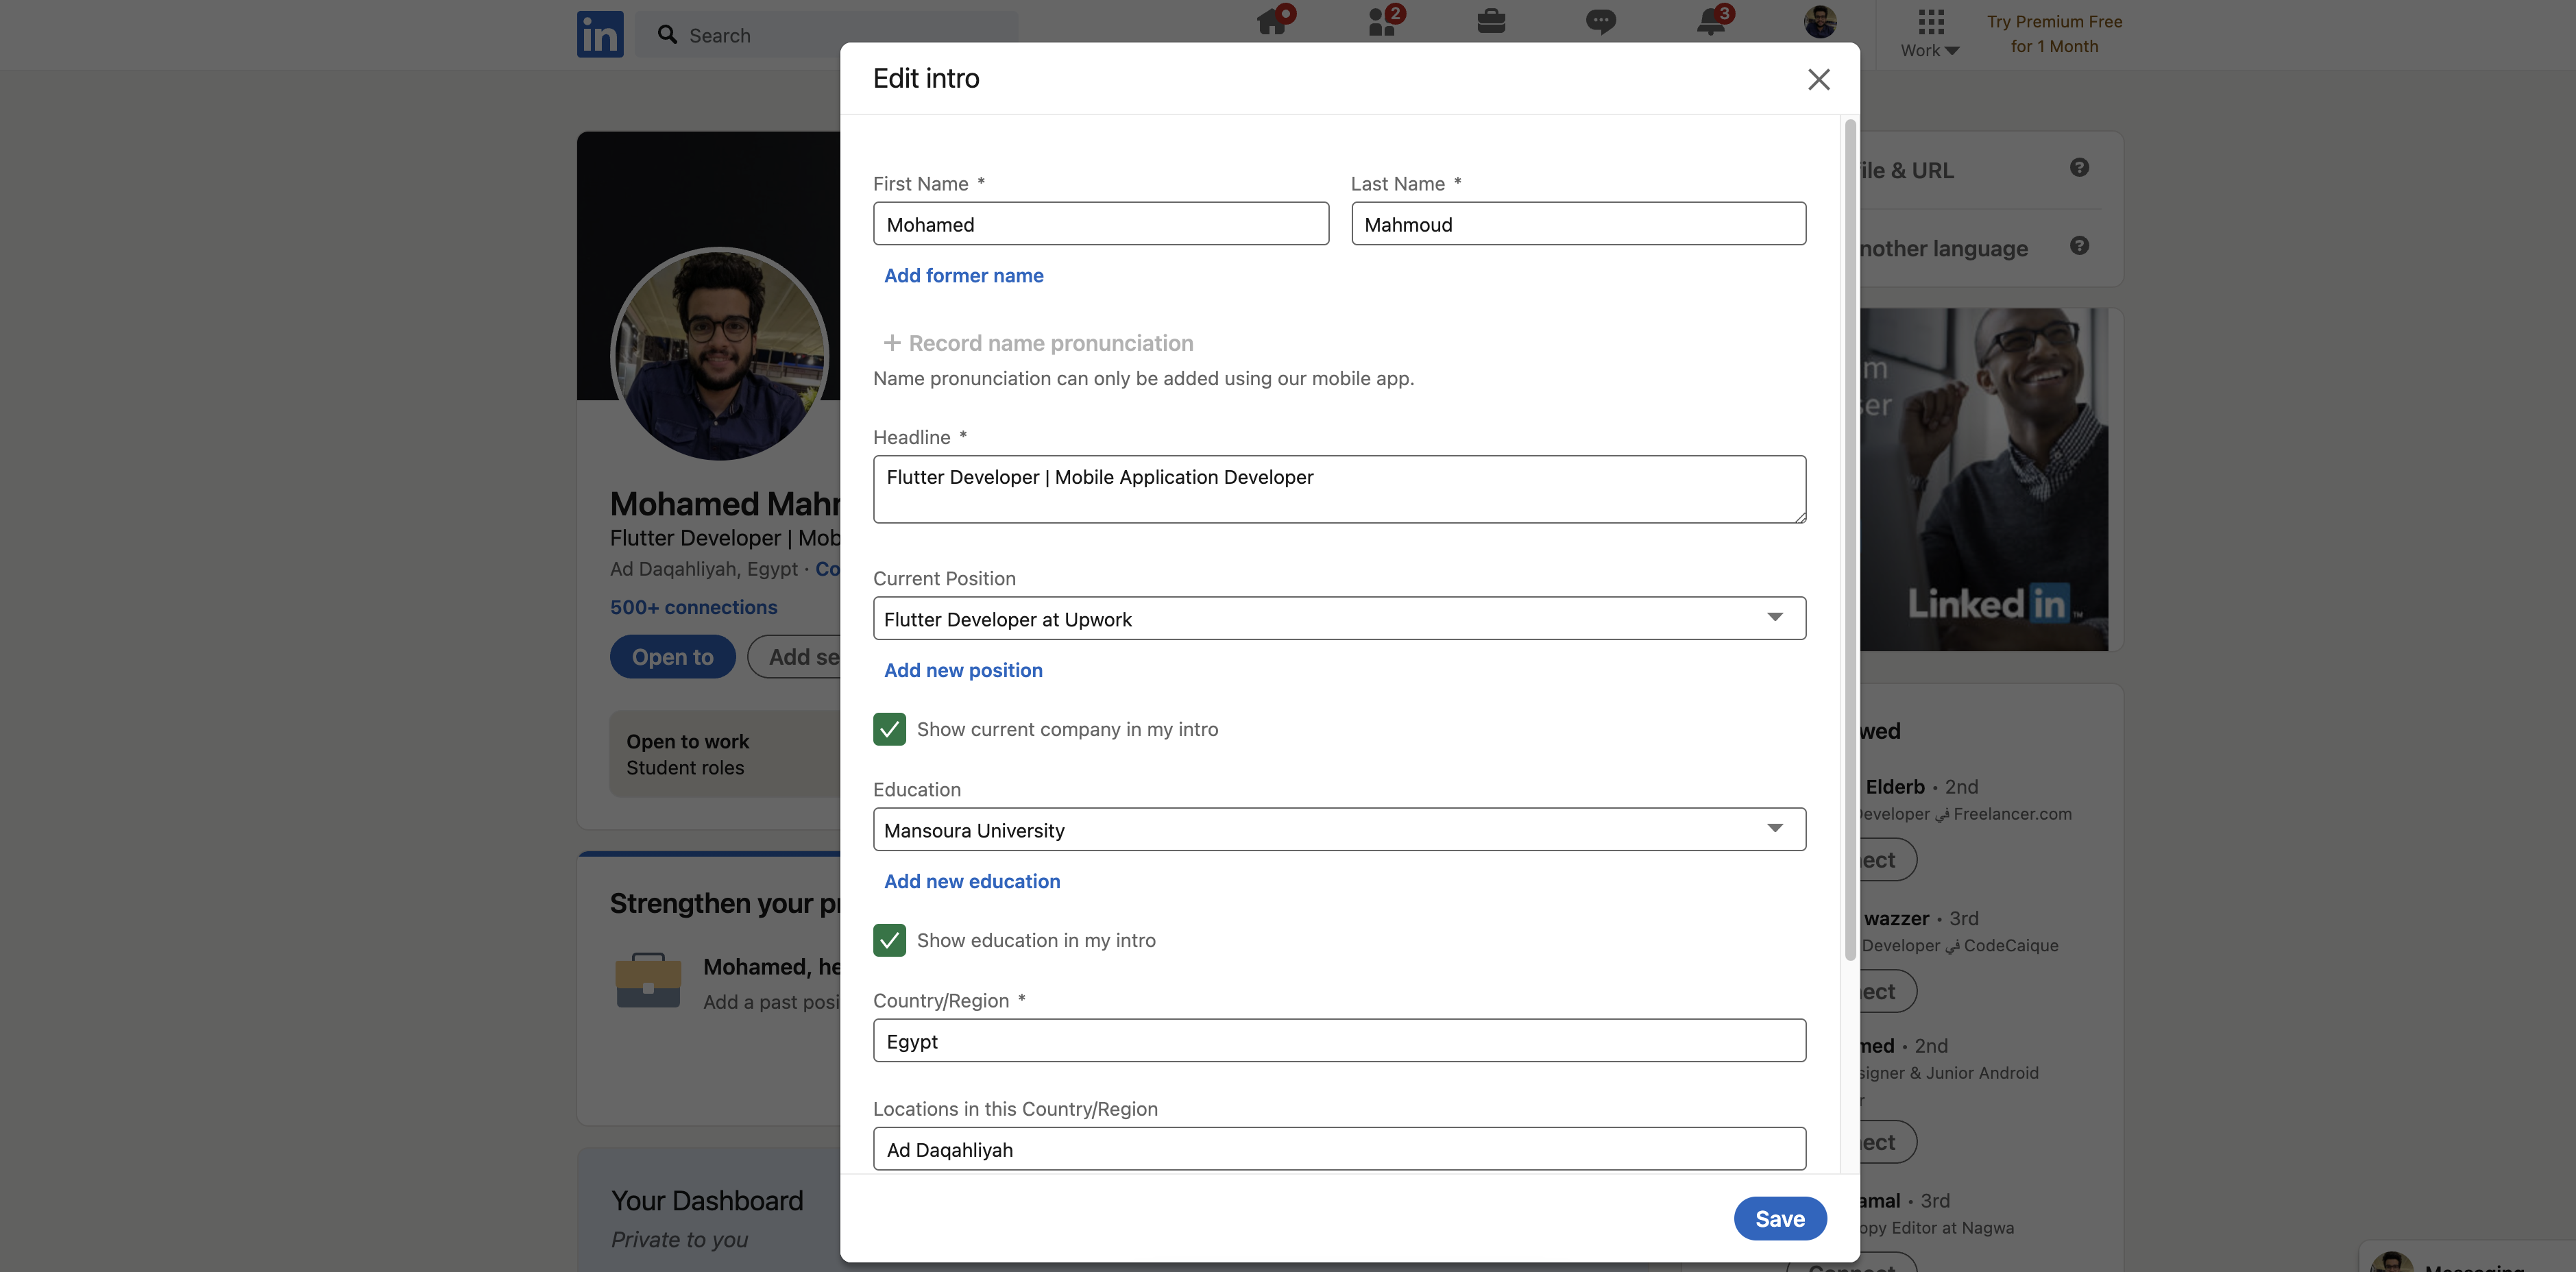 in
Search
2
3
Work
Try Premium Free
for 1 Month
Edit intro
First Name *
Last Name *
Mohamed
Mahmoud
Add former name
+ Record name pronunciation
Name pronunciation can only be added using our mobile app.
Headline *
Flutter Developer | Mobile Application Developer
Current Position
Flutter Developer at Upwork
Add new position
Show current company in my intro
Education
Mansoura University
Add new education
Show education in my intro
Country/Region *
Egypt
Locations in this Country/Region
Ad Daqahliyah
Save
Mohamed Mahm
Flutter Developer | Mob
Ad Daqahliyah, Egypt · Co
500+ connections
Open to
Add se
Open to work
Student roles
Strengthen your pr
Mohamed, he
Add a past posi
Your Dashboard
Private to you
ile & URL
nother language
m
ser
Linked in
wed
Elderb • 2nd
Developer في Freelancer.com
ect
wazzer • 3rd
Developer في CodeCaique
ect
med • 2nd
signer & Junior Android
r
ect
amal • 3rd
opy Editor at Nagwa